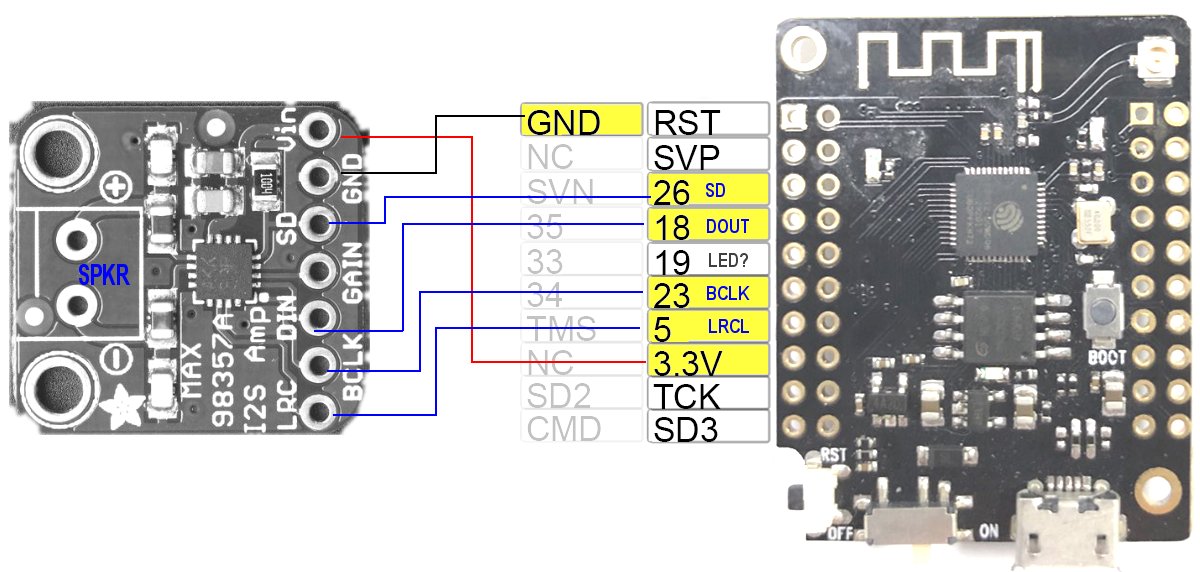 Vin
GND
SD
GAIN
DIN
BCLK
LRC
SPKR
MAX
98357A
I2S Amp
1004
GND RST
NC SVP
SVN 26 SD
35 18 DOUT
33 19 LED?
34 23 BCLK
TMS 5 LRCL
NC 3.3V
SD2 TCK
CMD SD3
BOOT
RST
OFF
ON